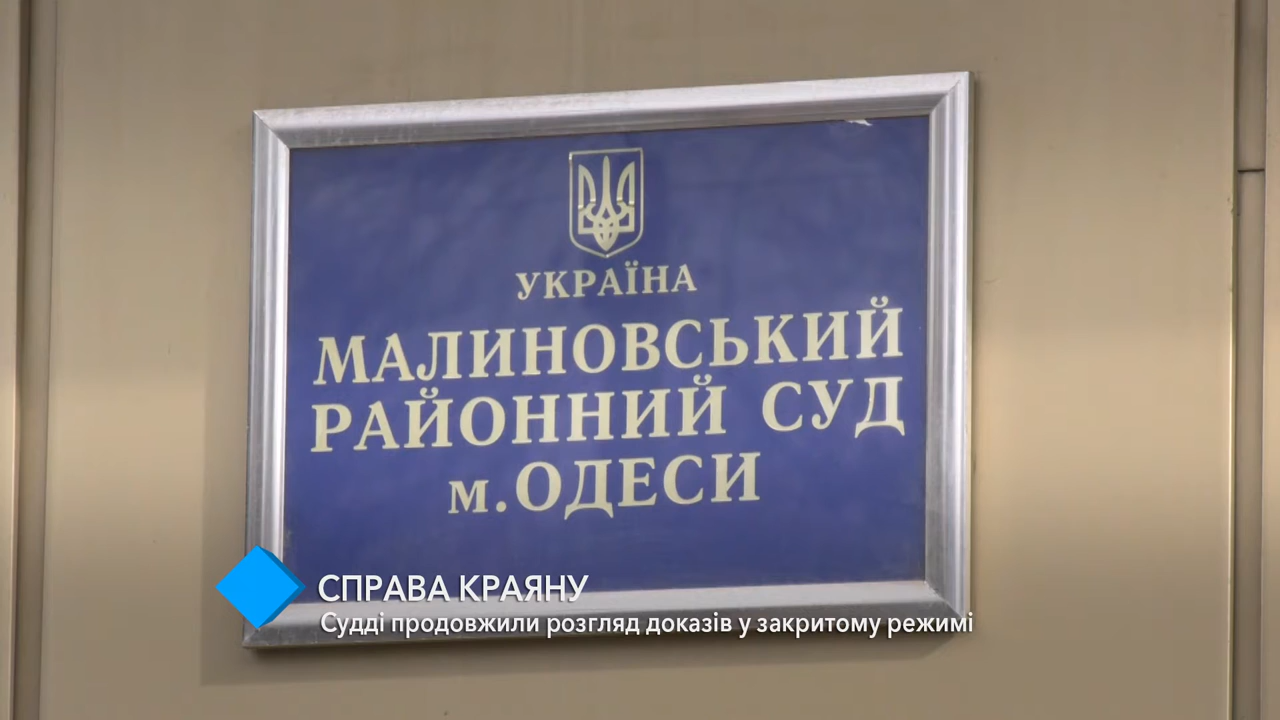 УКРАЇНА
МАЛИНОВСЬКИЙ
РАЙОННИЙ СУД
м.ОДЕСИ
СПРАВА КРАЯНУ
Судді продовжили розгляд доказів у закритому режимі